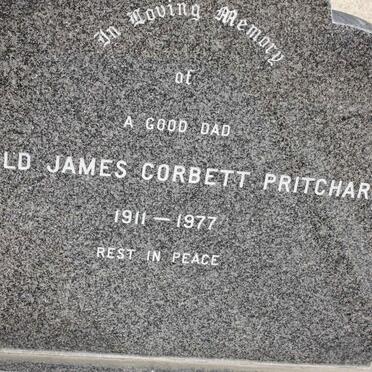 In Loving Memory
of
A GOOD DAD
LD JAMES CORBETT PRITCHAR
1911 — 1977
REST IN PEACE